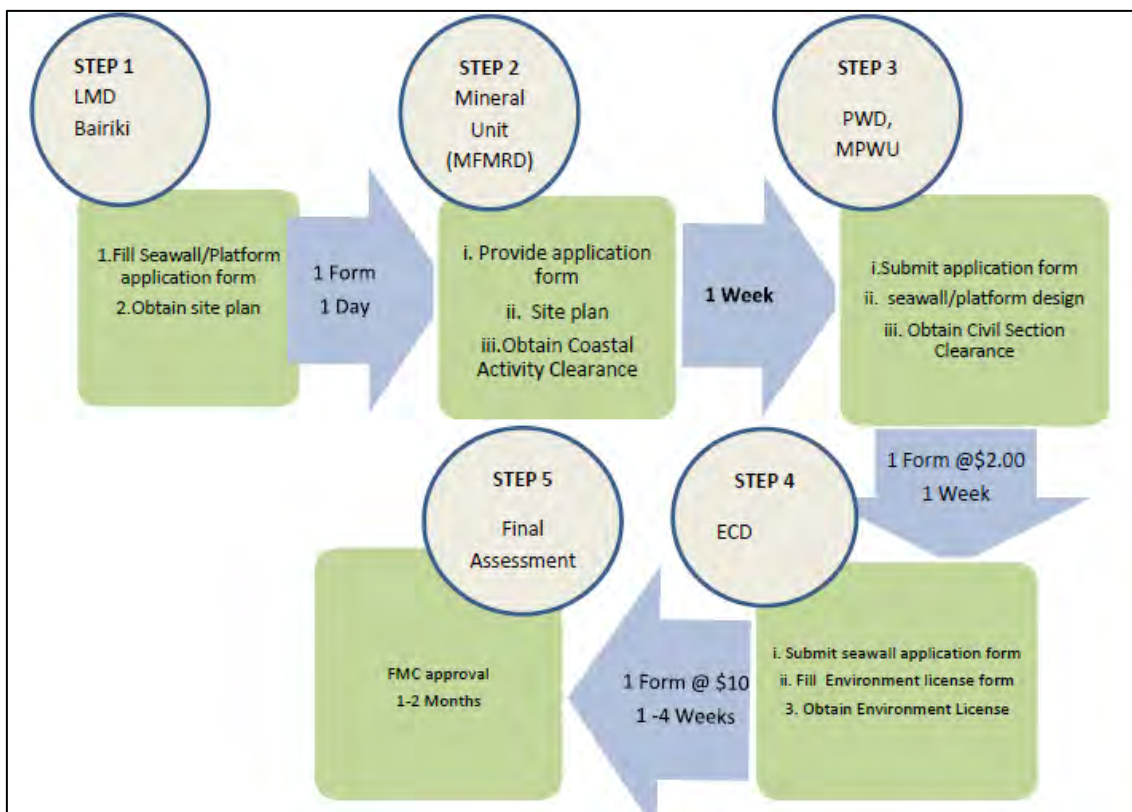 STEP 1
LMD
Bairiki
1.Fill Seawall/Platform
application form
2.Obtain site plan
1 Form
1 Day
STEP 2
Mineral
Unit
(MFMRD)
i. Provide application
form
ii. Site plan
iii.Obtain Coastal
Activity Clearance
1 Week
STEP 3
PWD,
MPWU
i.Submit application form
ii. seawall/platform design
iii. Obtain Civil Section
Clearance
1 Form @$2.00
1 Week
STEP 4
ECD
i. Submit seawall application form
ii. Fill Environment license form
3. Obtain Environment License
1 Form @ $10
1 -4 Weeks
STEP 5
Final
Assessment
FMC approval
1-2 Months